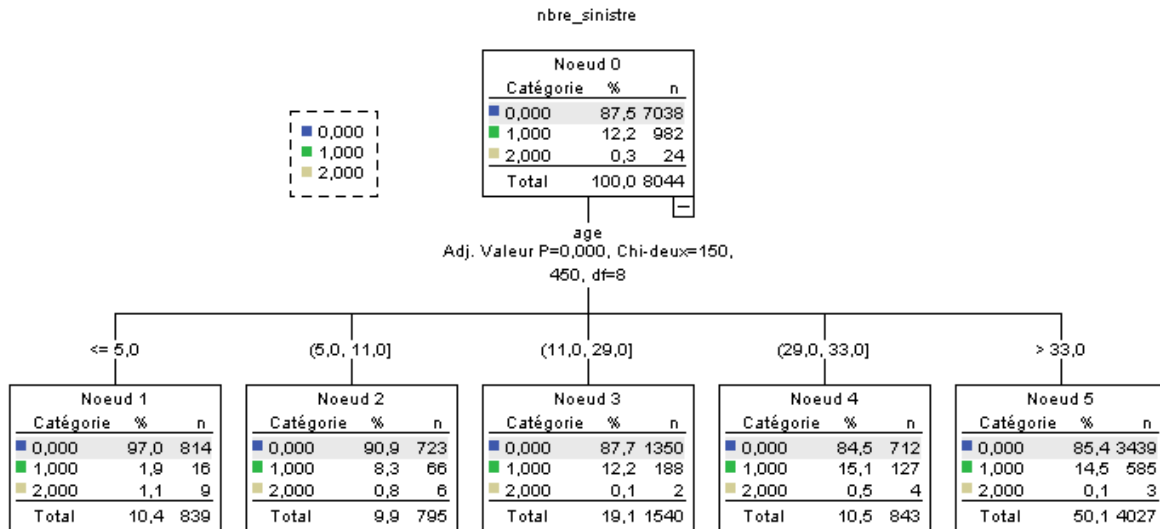 nbre_sinistre
Noeud 0
Catégorie % n
0,000 87,5 7038
1,000 12,2 982
2,000 0,3 24
Total 100,0 8044
0,000
1,000
2,000
age
Adj. Valeur P=0,000, Chi-deux=150,
450, df=8
<= 5,0
(5,0, 11,0]
(11,0, 29,0]
(29,0, 33,0]
> 33,0
Noeud 1
Catégorie % n
0,000 97,0 814
1,000 1,9 16
2,000 1,1 9
Total 10,4 839
Noeud 2
Catégorie % n
0,000 90,9 723
1,000 8,3 66
2,000 0,8 6
Total 9,9 795
Noeud 3
Catégorie % n
0,000 87,7 1350
1,000 12,2 188
2,000 0,1 2
Total 19,1 1540
Noeud 4
Catégorie % n
0,000 84,5 712
1,000 15,1 127
2,000 0,5 4
Total 10,5 843
Noeud 5
Catégorie % n
0,000 85,4 3439
1,000 14,5 585
2,000 0,1 3
Total 50,1 4027